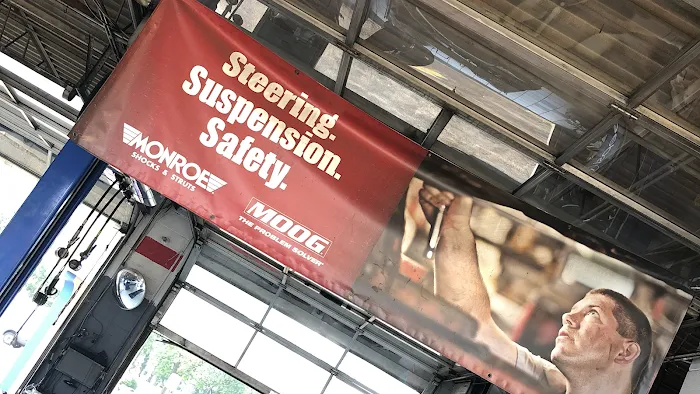 Steering.
Suspension.
Safety.
MONROE
SHOCKS & STRUTS
MOOG
THE PROBLEM SOLVER